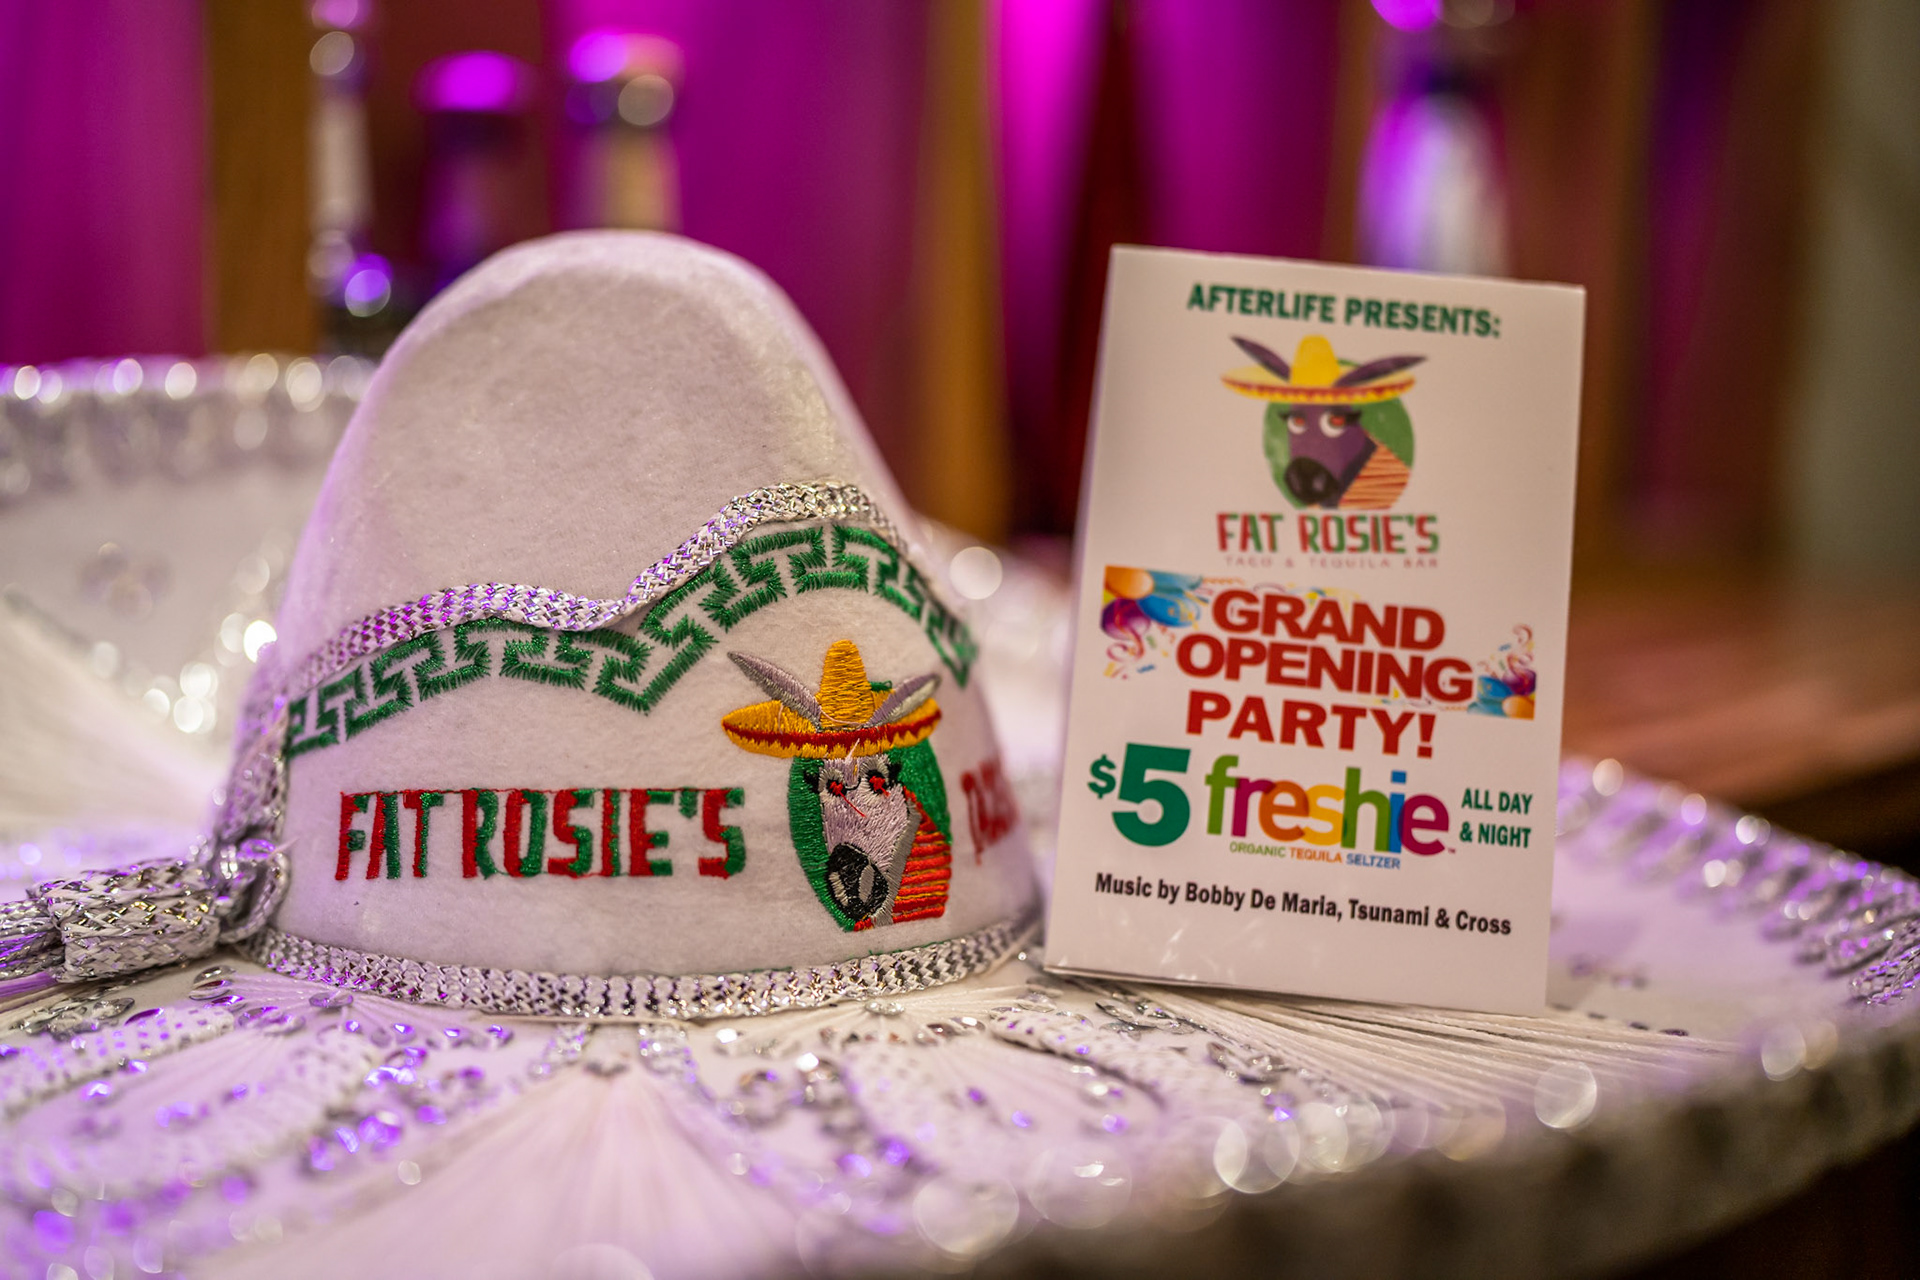 FAT ROSIE'S
AFTERLIFE PRESENTS:
FAT ROSIE'S
TACO & TEQUILA BAR
GRAND
OPENING
PARTY!
$5 freshie ALL DAY
& NIGHT
ORGANIC TEQUILA SELTZER
Music by Bobby De Maria, Tsunami & Cross